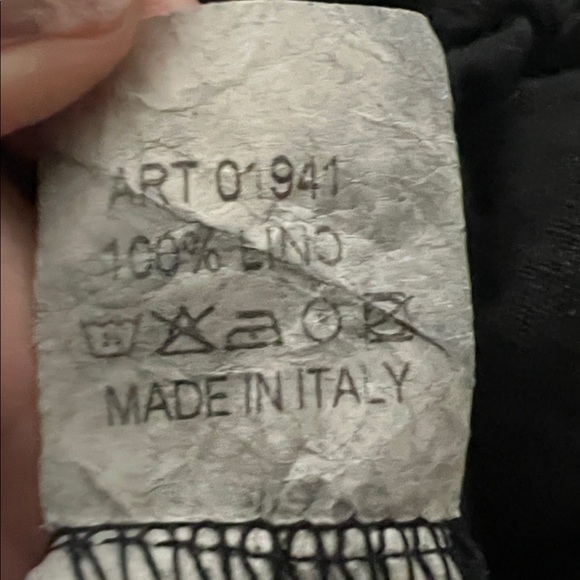 ART 01941
100% LINO
MADE IN ITALY